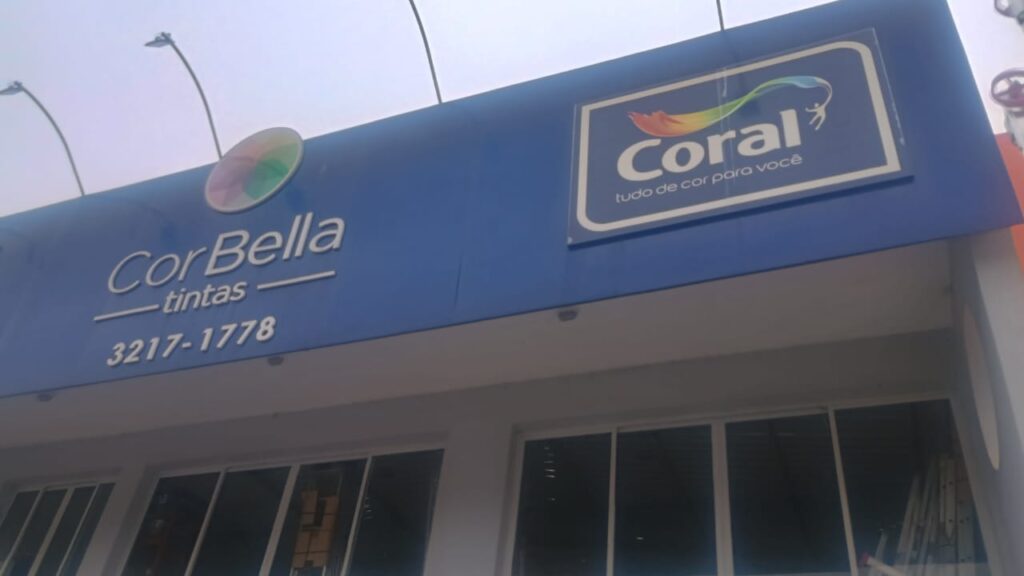 CorBella
tintas
3217-1778
Coral
tudo de cor para você